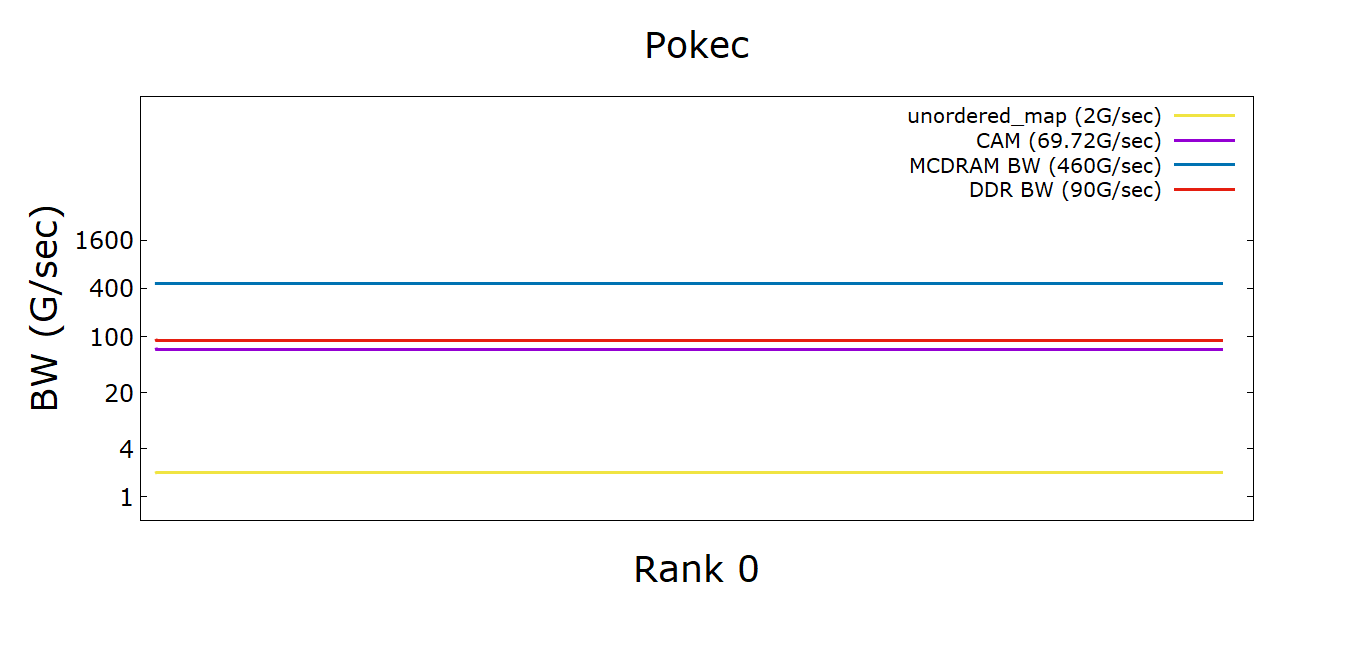 Pokec
unordered_map (2G/sec)
CAM (69.72G/sec)
MCDRAM BW (460G/sec)
DDR BW (90G/sec)
BW (G/sec)
1600
400
100
20
4
1
Rank 0